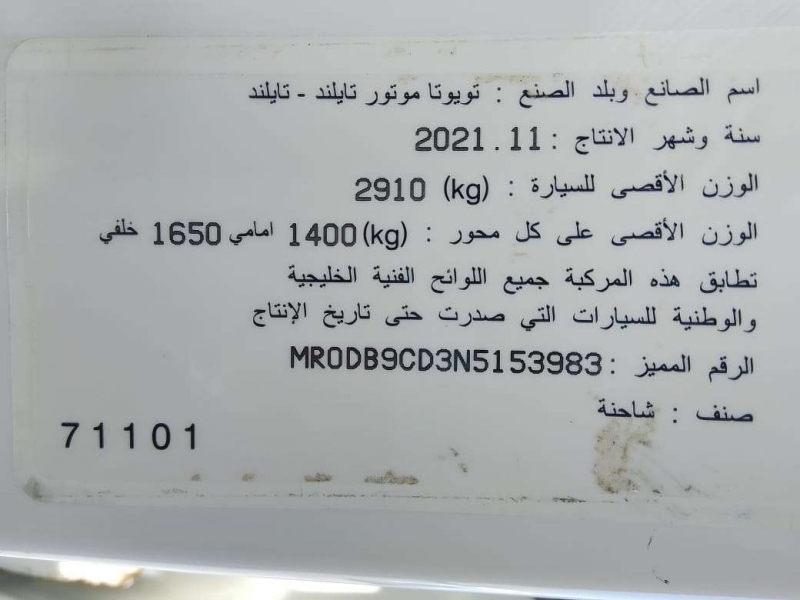 اسم الصانع وبلد الصنع : تويوتا موتور تايلند - تايلند
سنة وشهر الانتاج : 2021.11
الوزن الأقصى للسيارة : (kg) 2910
الوزن الأقصى على كل محور : (kg) 1400 امامي 1650 خلفي
تطابق هذه المركبة جميع اللوائح الفنية الخليجية
والوطنية للسيارات التي صدرت حتى تاريخ الإنتاج
الرقم المميز : MR0DB9CD3N5153983
صنف : شاحنة
71101